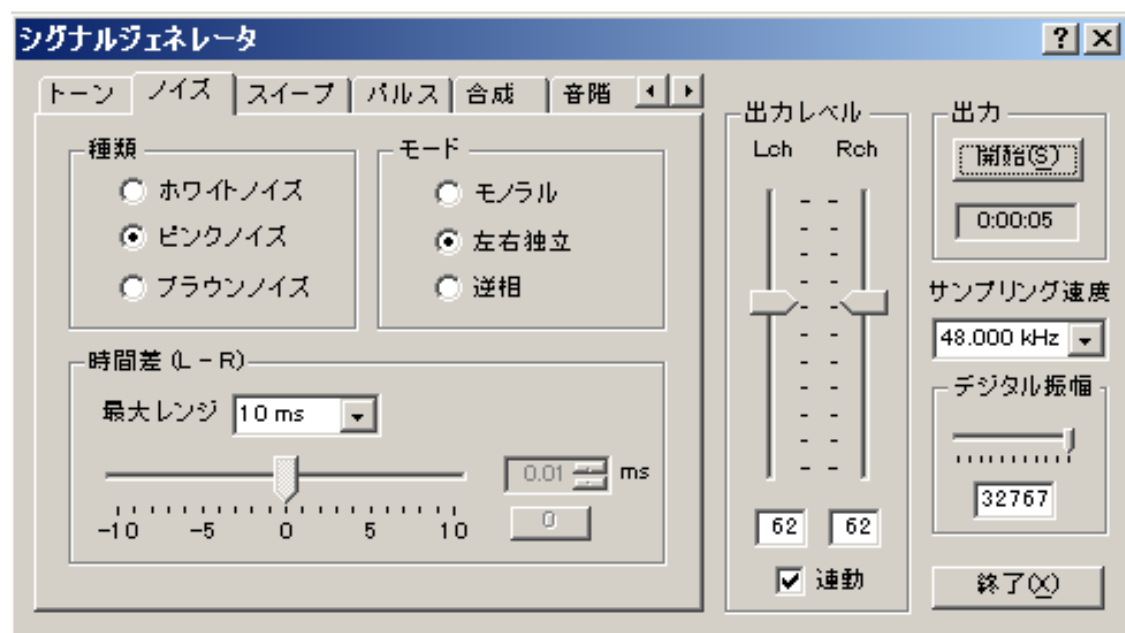 シグナルジェネレータ
?
トーン ノイズ スイープ パルス 合成 音階
種類
ホワイトノイズ
ピンクノイズ
ブラウンノイズ
モード
モノラル
左右独立
逆相
時間差 (L - R)
最大レンジ 10 ms
0.01 ms
-10 -5 0 5 10
0
出力レベル
Lch Rch
62 62
連動
出力
開始(S)
0:00:05
サンプリング速度
48.000 kHz
デジタル振幅
32767
終了(X)